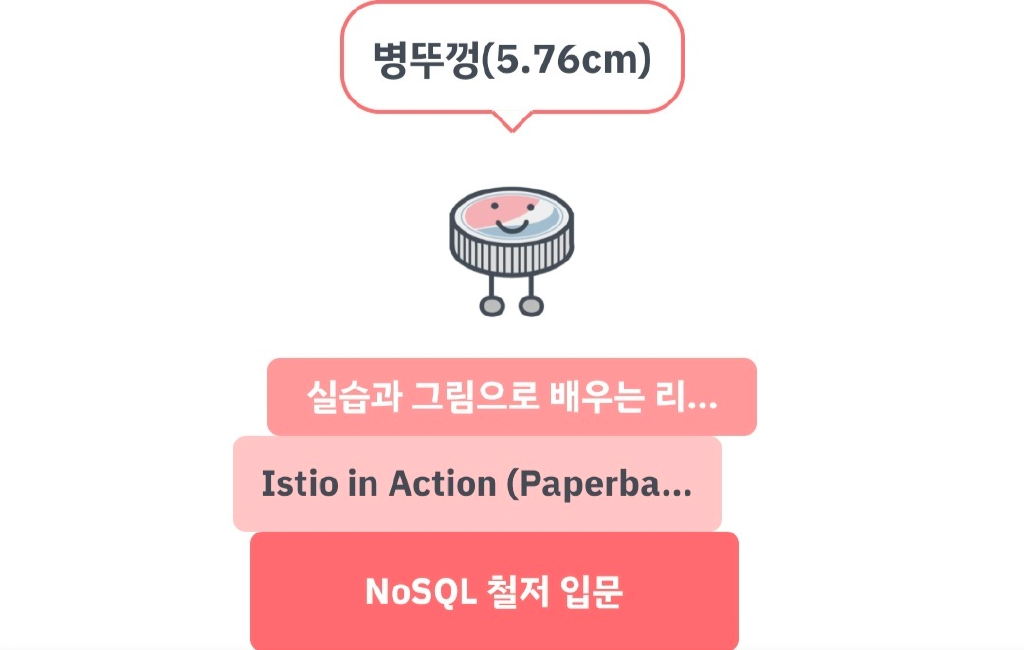 병뚜껑(5.76cm)
실습과 그림으로 배우는 리...
Istio in Action (Paperba...
NoSQL 철저 입문